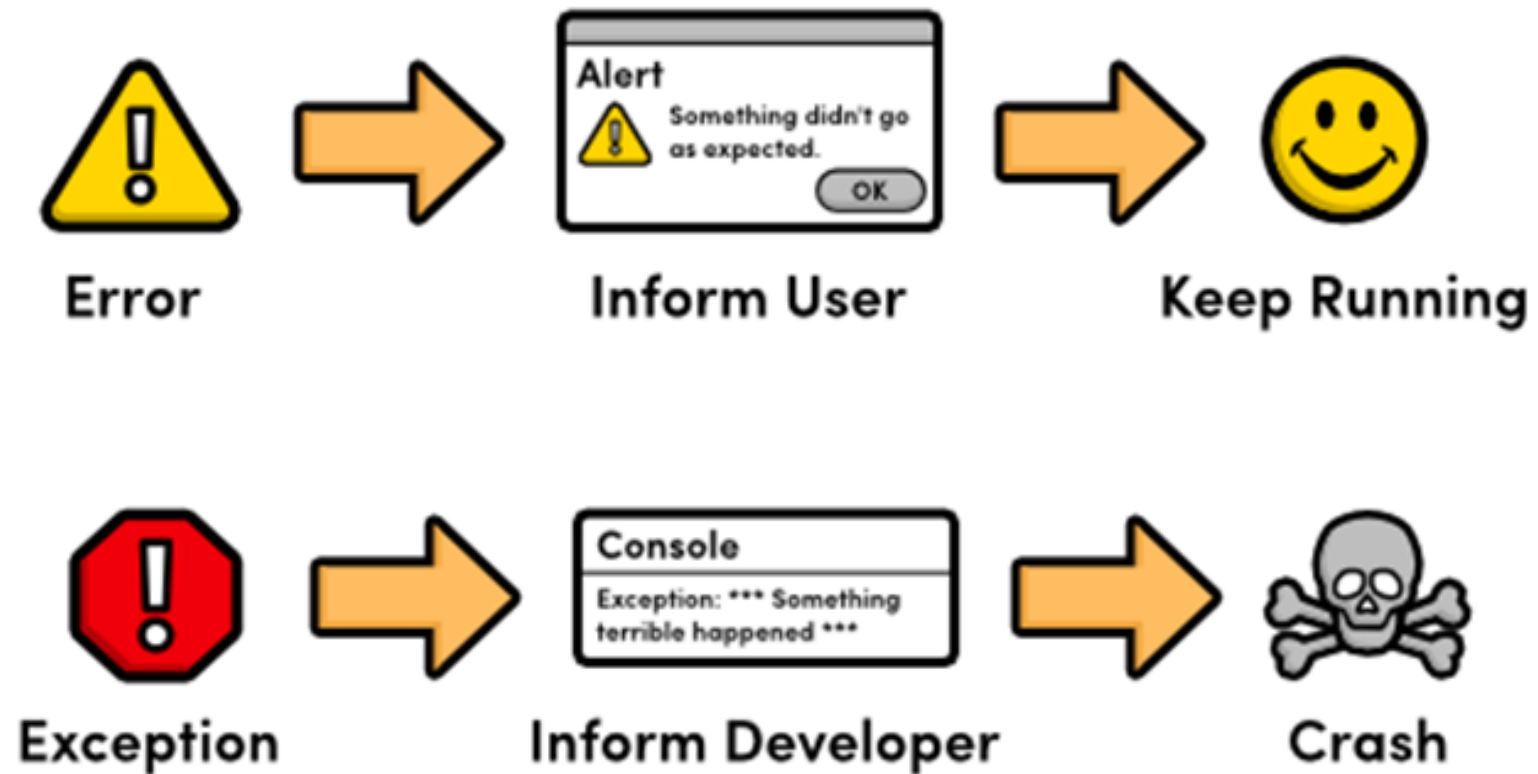 Alert
Something didn't go
as expected.
OK
Error
Inform User
Keep Running
Console
Exception: *** Something
terrible happened ***
Exception
Inform Developer
Crash